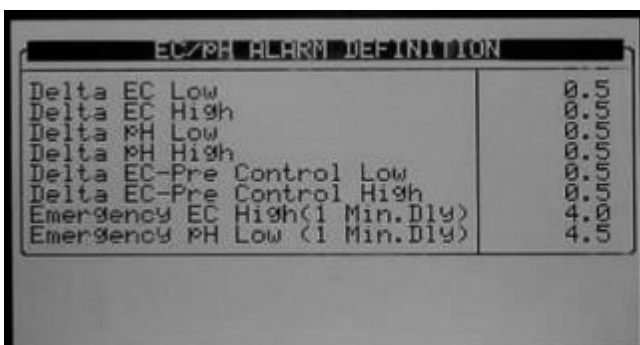 EC/PH ALARM DEFINITION
Delta EC Low 0.5
Delta EC High 0.5
Delta PH Low 0.5
Delta PH High 0.5
Delta EC-Pre Control Low 0.5
Delta EC-Pre Control High 0.5
Emergency EC High(1 Min.Dly) 4.0
Emergency PH Low (1 Min.Dly) 4.5